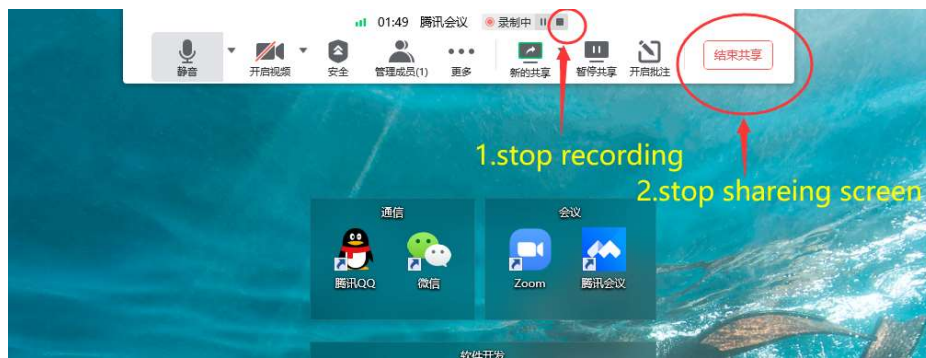 01:49 腾讯会议 录制中
静音 开启视频 安全 管理成员(1) 更多 新的共享 暂停共享 开启批注 结束共享
1.stop recording
2.stop shareing screen
通信 会议
腾讯QQ 微信 Zoom 腾讯会议
软件开发